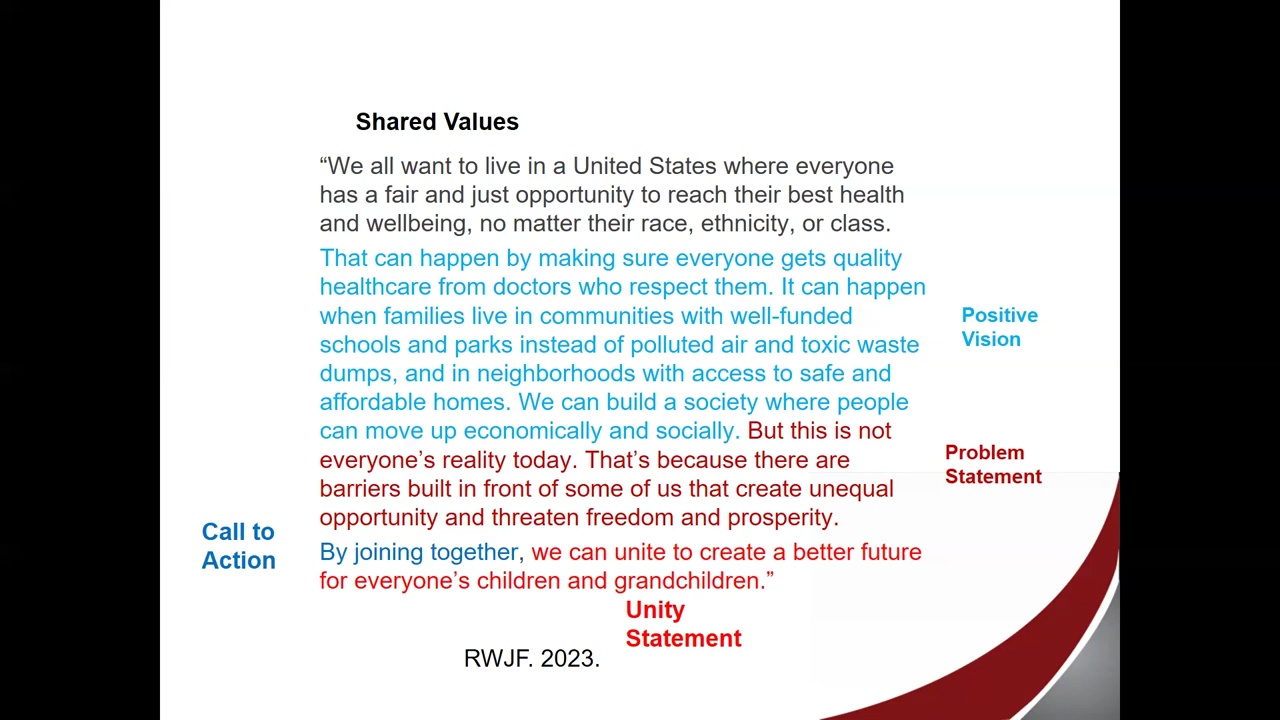 Shared Values
“We all want to live in a United States where everyone
has a fair and just opportunity to reach their best health
and wellbeing, no matter their race, ethnicity, or class.
That can happen by making sure everyone gets quality
healthcare from doctors who respect them. It can happen
when families live in communities with well-funded
schools and parks instead of polluted air and toxic waste
dumps, and in neighborhoods with access to safe and
affordable homes. We can build a society where people
can move up economically and socially. But this is not
everyone’s reality today. That’s because there are
barriers built in front of some of us that create unequal
opportunity and threaten freedom and prosperity.
By joining together, we can unite to create a better future
for everyone’s children and grandchildren.”
Positive
Vision
Problem
Statement
Call to
Action
Unity
Statement
RWJF. 2023.